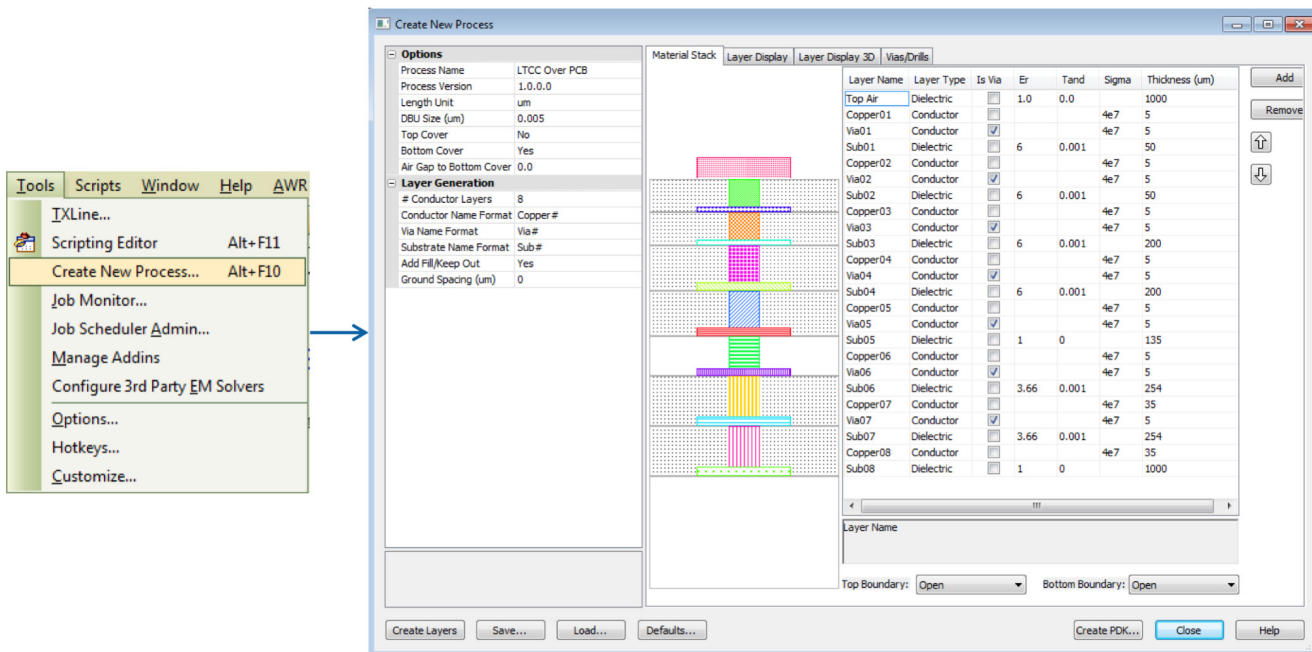 Tools Scripts Window Help AWR
TXLine...
Scripting Editor Alt+F11
Create New Process... Alt+F10
Job Monitor...
Job Scheduler Admin...
Manage Addins
Configure 3rd Party EM Solvers
Options...
Hotkeys...
Customize...
Create New Process
Options
Process Name LTCC Over PCB
Process Version 1.0.0.0
Length Unit um
DBU Size (um) 0.005
Top Cover No
Bottom Cover Yes
Air Gap to Bottom Cover 0.0
Layer Generation
# Conductor Layers 8
Conductor Name Format Copper#
Via Name Format Via#
Substrate Name Format Sub#
Add Fill/Keep Out Yes
Ground Spacing (um) 0
Material Stack Layer Display Layer Display 3D Vias/Drills
Layer Name Layer Type Is Via Er Tand Sigma Thickness (um)
Top Air Dielectric 1.0 0.0 1000
Copper01 Conductor 4e7 5
Via01 Conductor 4e7 5
Sub01 Dielectric 6 0.001 50
Copper02 Conductor 4e7 5
Via02 Conductor 4e7 5
Sub02 Dielectric 6 0.001 50
Copper03 Conductor 4e7 5
Via03 Conductor 4e7 5
Sub03 Dielectric 6 0.001 200
Copper04 Conductor 4e7 5
Via04 Conductor 4e7 5
Sub04 Dielectric 6 0.001 200
Copper05 Conductor 4e7 5
Via05 Conductor 4e7 5
Sub05 Dielectric 1 0 135
Copper06 Conductor 4e7 5
Via06 Conductor 4e7 5
Sub06 Dielectric 3.66 0.001 254
Copper07 Conductor 4e7 35
Via07 Conductor 4e7 5
Sub07 Dielectric 3.66 0.001 254
Copper08 Conductor 4e7 35
Sub08 Dielectric 1 0 1000
Add
Remove
Layer Name
Top Boundary: Open Bottom Boundary: Open
Create Layers Save... Load... Defaults... Create PDK... Close Help